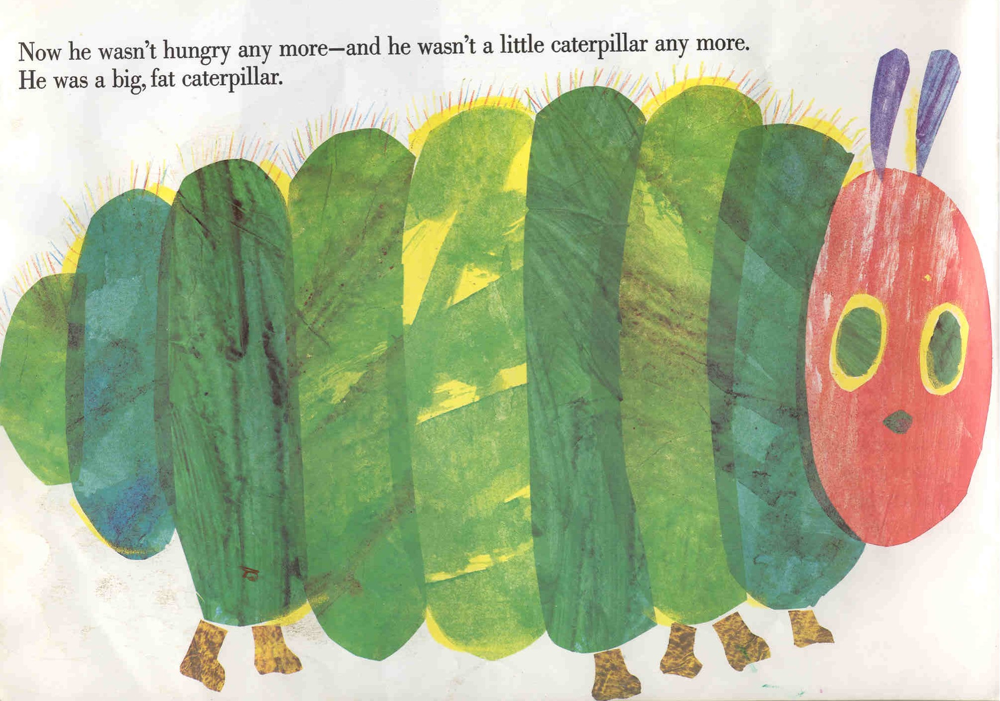 Now he wasn't hungry any more—and he wasn't a little caterpillar any more.
He was a big, fat caterpillar.